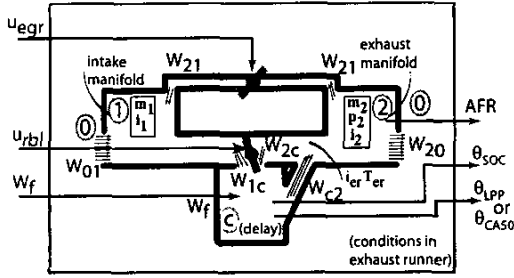 u_egr
intake
manifold
W_21
W_21
exhaust
manifold
1
m_1
i_1
m_2
p_2
i_2
2
0
0
AFR
u_rbl
W_01
W_1c
W_2c
i_er T_er
W_c2
W_20
θ_SOC
W_f
W_f
C
(delay)
θ_LPP
or
θ_CA50
(conditions in
exhaust runner)